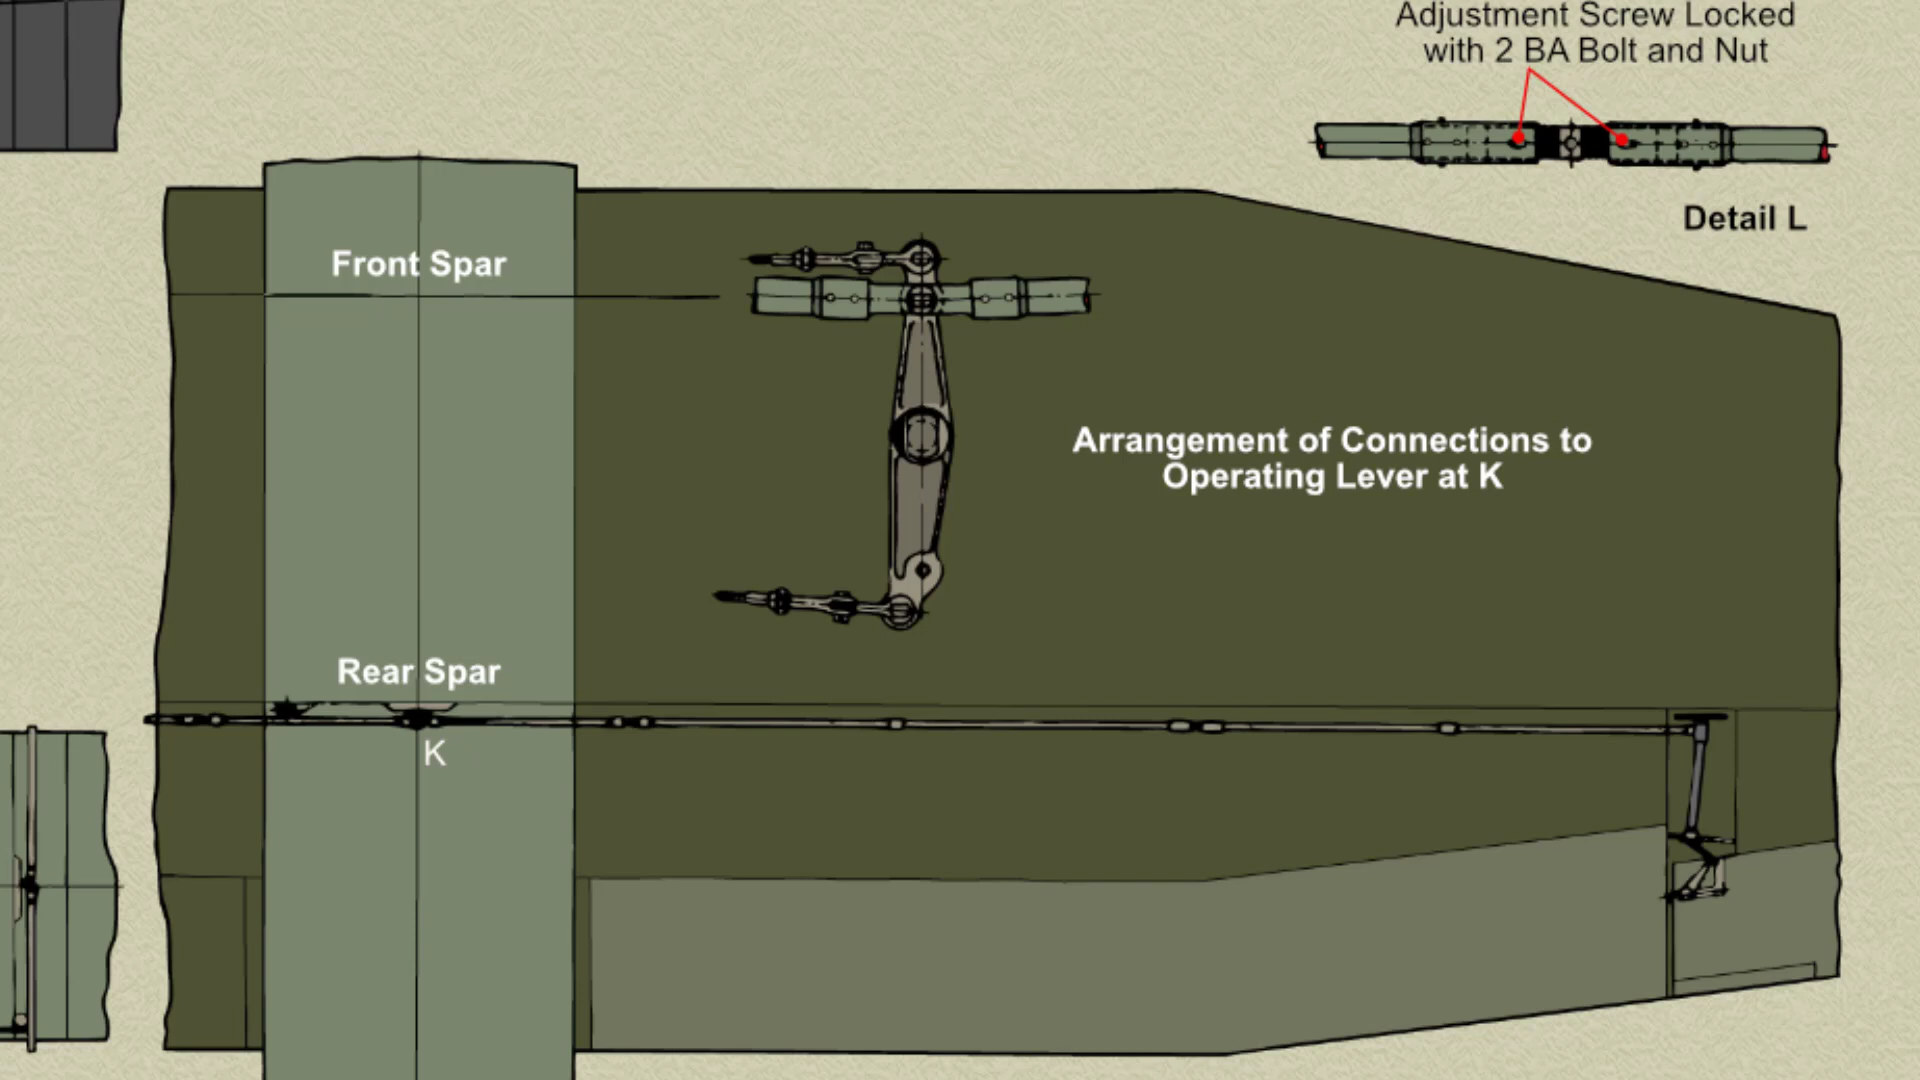 Adjustment Screw Locked
with 2 BA Bolt and Nut
Detail L
Front Spar
Arrangement of Connections to
Operating Lever at K
Rear Spar
K